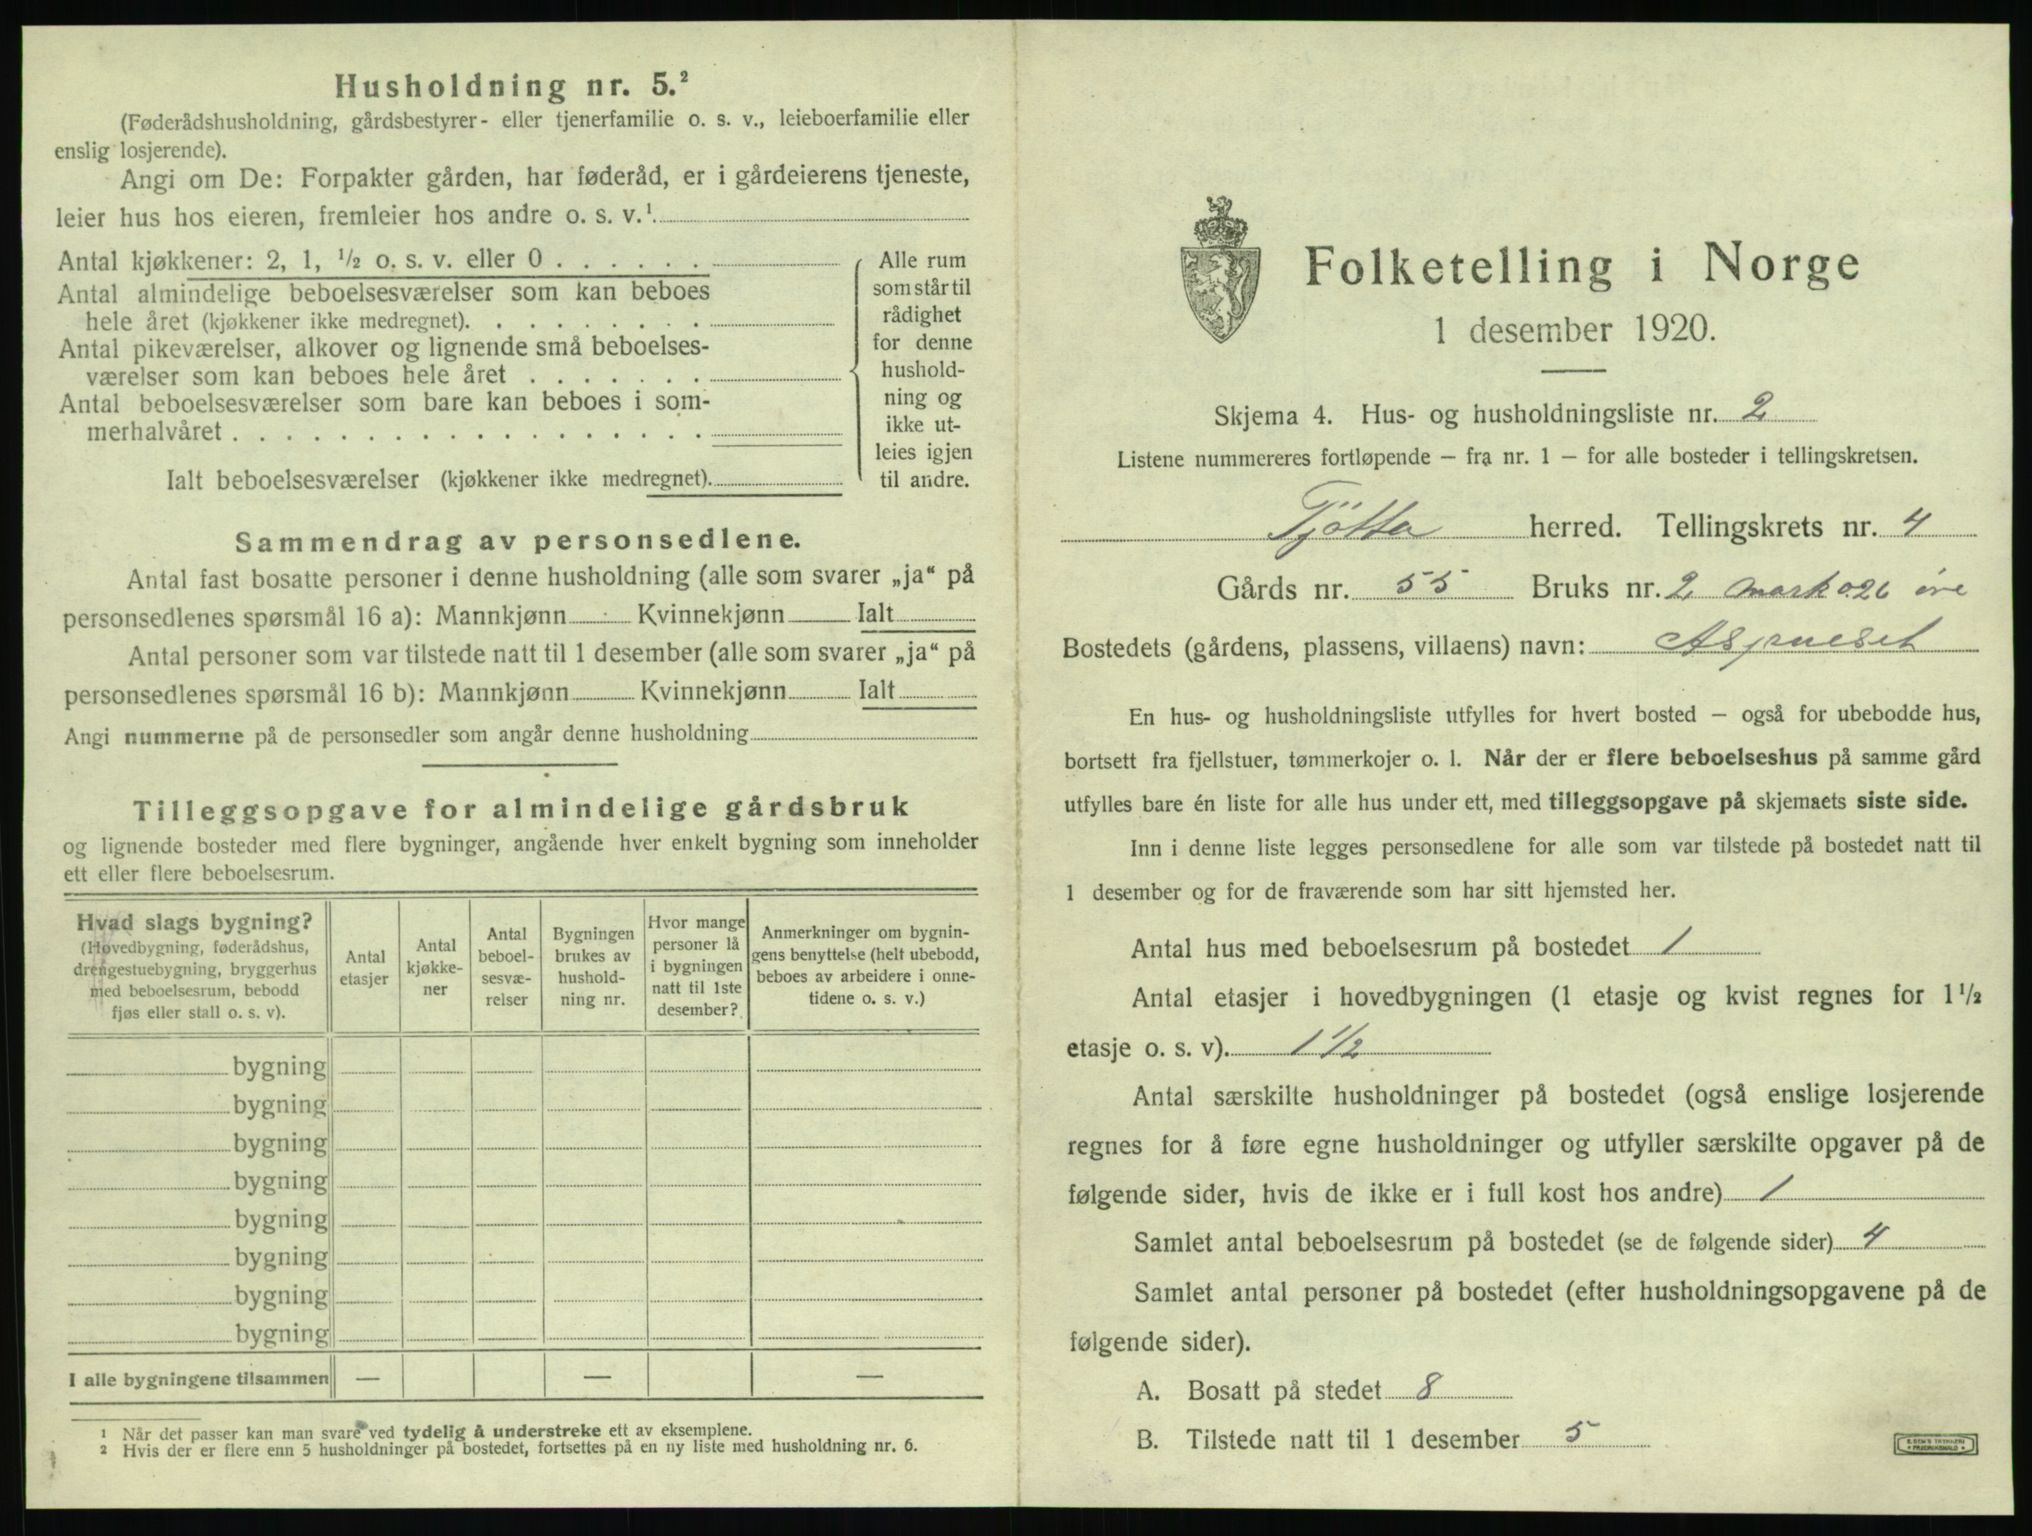 Husholdning nr. 5.²
(Føderådshusholdning, gårdsbestyrer- eller tjenerfamilie o. s. v., leieboerfamilie eller
enslig losjerende).
Angi om De: Forpakter gården, har føderåd, er i gårdeierens tjeneste,
leier hus hos eieren, fremleier hos andre o. s. v.¹
Antal kjøkkener: 2, 1, ½ o. s. v. eller 0 . . . . . .
Antal almindelige beboelsesværelser som kan beboes
hele året (kjøkkener ikke medregnet). . . . . . . . .
Antal pikeværelser, alkover og lignende små beboelses-
værelser som kan beboes hele året . . . . . . .
Antal beboelsesværelser som bare kan beboes i som-
merhalvåret . . . . . . . . . . . . . . . . . .
Ialt beboelsesværelser (kjøkkener ikke medregnet).
Alle rum
som står til
rådighet
for denne
hushold-
ning og
ikke ut-
leies igjen
til andre.
Sammendrag av personsedlene.
Antal fast bosatte personer i denne husholdning (alle som svarer „ja“ på
personsedlenes spørsmål 16 a): Mannkjønn Kvinnekjønn Ialt
Antal personer som var tilstede natt til 1 desember (alle som svarer „ja“ på
personsedlenes spørsmål 16 b): Mannkjønn Kvinnekjønn Ialt
Angi nummerne på de personsedler som angår denne husholdning
Tilleggsopgave for almindelige gårdsbruk
og lignende bosteder med flere bygninger, angående hver enkelt bygning som inneholder
ett eller flere beboelsesrum.
Hvad slags bygning?
(Hovedbygning, føderådshus,
drengestuebygning, bryggerhus
med beboelsesrum, bebodd
fjøs eller stall o. s. v).
Antal
etasjer
Antal
kjøkke-
ner
Antal
beboel-
sesvæ-
relser
Bygningen
brukes av
hushold-
ning nr.
Hvor mange
personer lå
i bygningen
natt til 1ste
desember?
Anmerkninger om bygnin-
gens benyttelse (helt ubebodd,
beboes av arbeidere i onne-
tidene o. s. v.)
bygning
bygning
bygning
bygning
bygning
bygning
bygning
bygning
I alle bygningene tilsammen — — —
¹ Når det passer kan man svare ved tydelig å understreke ett av eksemplene.
² Hvis der er flere enn 5 husholdninger på bostedet, fortsettes på en ny liste med husholdning nr. 6.
Folketelling i Norge
1 desember 1920.
Skjema 4. Hus- og husholdningsliste nr. 2
Listene nummereres fortløpende – fra nr. 1 – for alle bosteder i tellingskretsen.
Tjötta herred. Tellingskrets nr. 4
Gårds nr. 55 Bruks nr. 2 mark 0.26 øre
Bostedets (gårdens, plassens, villaens) navn:
En hus- og husholdningsliste utfylles for hvert bosted – også for ubebodde hus,
bortsett fra fjellstuer, tømmerkojer o. l. Når der er flere beboelseshus på samme gård
utfylles bare én liste for alle hus under ett, med tilleggsopgave på skjemaets siste side.
Inn i denne liste legges personsedlene for alle som var tilstede på bostedet natt til
1 desember og for de fraværende som har sitt hjemsted her.
Antal hus med beboelsesrum på bostedet 1
Antal etasjer i hovedbygningen (1 etasje og kvist regnes for 1½
etasje o. s. v). 1½
Antal særskilte husholdninger på bostedet (også enslige losjerende
regnes for å føre egne husholdninger og utfyller særskilte opgaver på de
følgende sider, hvis de ikke er i full kost hos andre) 1
Samlet antal beboelsesrum på bostedet (se de følgende sider) 4
Samlet antal personer på bostedet (efter husholdningsopgavene på de
følgende sider).
A. Bosatt på stedet 8
B. Tilstede natt til 1 desember 5